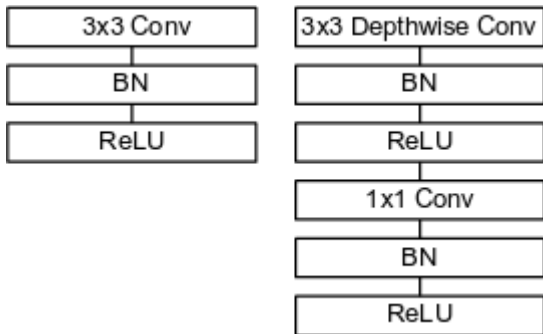 3x3 Conv
BN
ReLU
3x3 Depthwise Conv
BN
ReLU
1x1 Conv
BN
ReLU